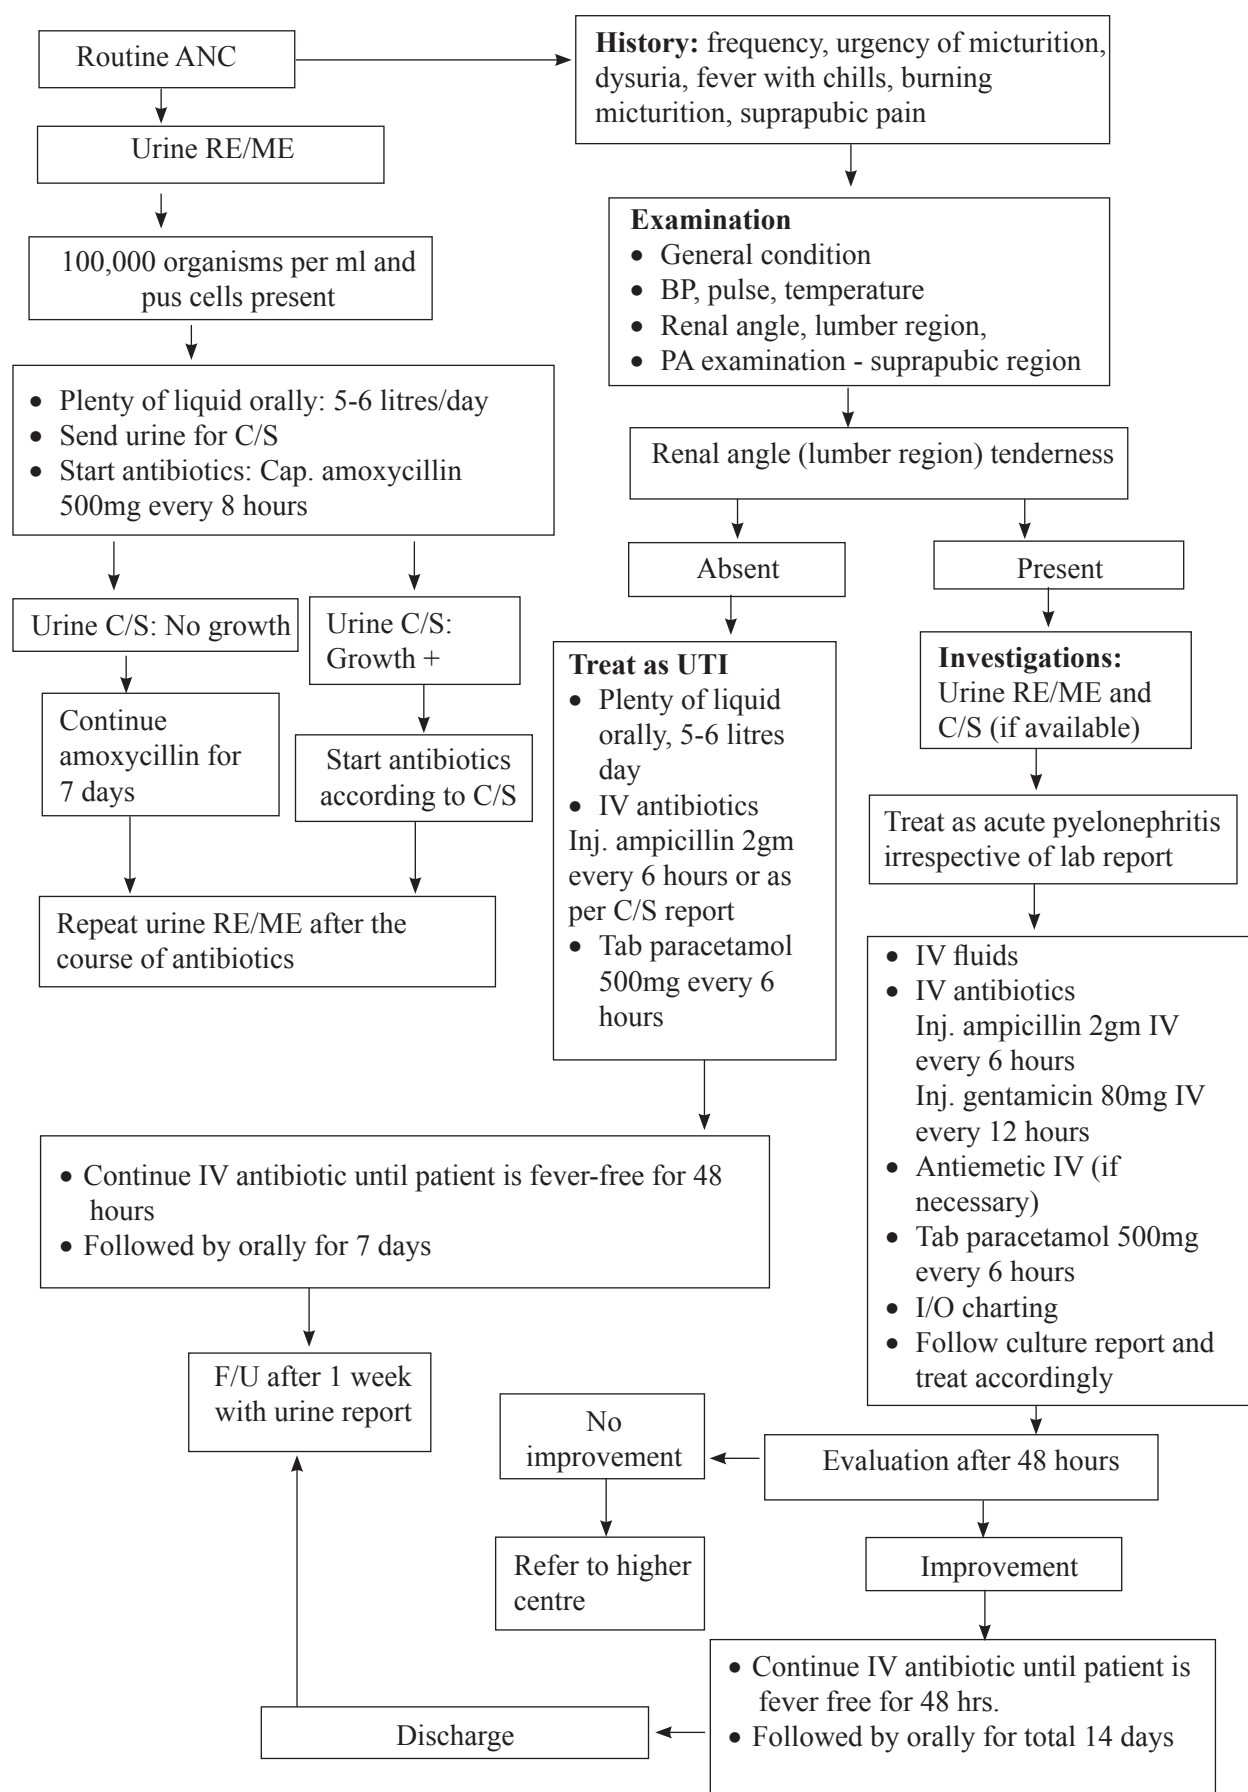 Routine ANC
History: frequency, urgency of micturition,
dysuria, fever with chills, burning
micturition, suprapubic pain
Urine RE/ME
100,000 organisms per ml and
pus cells present
Examination
• General condition
• BP, pulse, temperature
• Renal angle, lumber region,
• PA examination - suprapubic region
• Plenty of liquid orally: 5-6 litres/day
• Send urine for C/S
• Start antibiotics: Cap. amoxycillin
500mg every 8 hours
Renal angle (lumber region) tenderness
Absent
Present
Urine C/S: No growth
Urine C/S:
Growth +
Continue
amoxycillin for
7 days
Start antibiotics
according to C/S
Repeat urine RE/ME after the
course of antibiotics
Treat as UTI
• Plenty of liquid
orally, 5-6 litres
day
• IV antibiotics
Inj. ampicillin 2gm
every 6 hours or as
per C/S report
• Tab paracetamol
500mg every 6
hours
Investigations:
Urine RE/ME and
C/S (if available)
Treat as acute pyelonephritis
irrespective of lab report
• IV fluids
• IV antibiotics
Inj. ampicillin 2gm IV
every 6 hours
Inj. gentamicin 80mg IV
every 12 hours
• Antiemetic IV (if
necessary)
• Tab paracetamol 500mg
every 6 hours
• I/O charting
• Follow culture report and
treat accordingly
• Continue IV antibiotic until patient is fever-free for 48
hours
• Followed by orally for 7 days
F/U after 1 week
with urine report
No
improvement
Evaluation after 48 hours
Refer to higher
centre
Improvement
• Continue IV antibiotic until patient is
fever free for 48 hrs.
• Followed by orally for total 14 days
Discharge